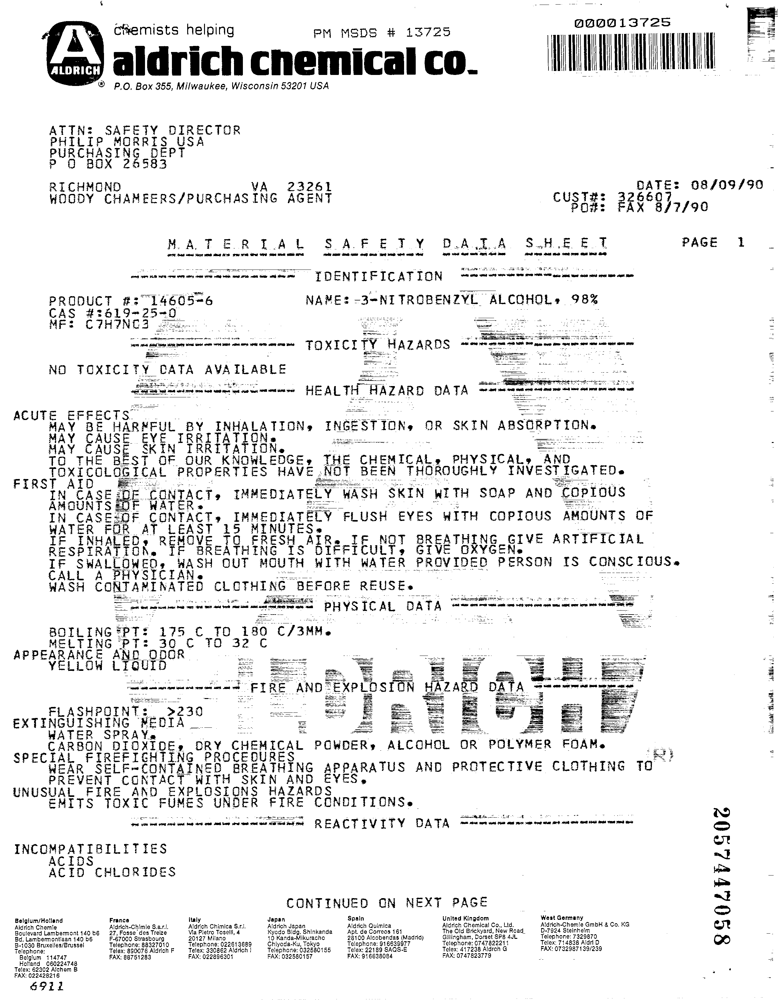 chemists helping
PM MSDS # 13725
000013725
ALDRICH
aldrich chemical co.
P.O. Box 355, Milwaukee, Wisconsin 53201 USA
ATTN: SAFETY DIRECTOR
PHILIP MORRIS USA
PURCHASING DEPT
P O BOX 26583
RICHMOND VA 23261
WOODY CHAMBERS/PURCHASING AGENT
DATE: 08/09/90
CUST#: 326607
PO#: FAX 8/7/90
M A T E R I A L S A F E T Y D A T A S H E E T PAGE 1
IDENTIFICATION
PRODUCT #: 14605-6 NAME: 3-NITROBENZYL ALCOHOL, 98%
CAS #:619-25-0
MF: C7H7NO3
TOXICITY HAZARDS
NO TOXICITY DATA AVAILABLE
HEALTH HAZARD DATA
ACUTE EFFECTS
MAY BE HARMFUL BY INHALATION, INGESTION, OR SKIN ABSORPTION.
MAY CAUSE EYE IRRITATION.
MAY CAUSE SKIN IRRITATION.
TO THE BEST OF OUR KNOWLEDGE, THE CHEMICAL, PHYSICAL, AND
TOXICOLOGICAL PROPERTIES HAVE NOT BEEN THOROUGHLY INVESTIGATED.
FIRST AID
IN CASE OF CONTACT, IMMEDIATELY WASH SKIN WITH SOAP AND COPIOUS
AMOUNTS OF WATER.
IN CASE OF CONTACT, IMMEDIATELY FLUSH EYES WITH COPIOUS AMOUNTS OF
WATER FOR AT LEAST 15 MINUTES.
IF INHALED, REMOVE TO FRESH AIR. IF NOT BREATHING GIVE ARTIFICIAL
RESPIRATION. IF BREATHING IS DIFFICULT, GIVE OXYGEN.
IF SWALLOWED, WASH OUT MOUTH WITH WATER PROVIDED PERSON IS CONSCIOUS.
CALL A PHYSICIAN.
WASH CONTAMINATED CLOTHING BEFORE REUSE.
PHYSICAL DATA
BOILING PT: 175 C TO 180 C/3MM.
MELTING PT: 30 C TO 32 C
APPEARANCE AND ODOR
YELLOW LIQUID
FIRE AND EXPLOSION HAZARD DATA
FLASHPOINT: >230
EXTINGUISHING MEDIA
WATER SPRAY.
CARBON DIOXIDE, DRY CHEMICAL POWDER, ALCOHOL OR POLYMER FOAM.
SPECIAL FIREFIGHTING PROCEDURES
WEAR SELF-CONTAINED BREATHING APPARATUS AND PROTECTIVE CLOTHING TO
PREVENT CONTACT WITH SKIN AND EYES.
UNUSUAL FIRE AND EXPLOSIONS HAZARDS
EMITS TOXIC FUMES UNDER FIRE CONDITIONS.
REACTIVITY DATA
INCOMPATIBILITIES
ACIDS
ACID CHLORIDES
CONTINUED ON NEXT PAGE
2057447058
Belgium/Holland
Aldrich Chemie
Boulevard Lambermont 140 b6
Bd. Lambermontlaan 140 b6
B-1030 Bruxelles/Brussel
Telephone:
Belgium 114747
Holland 060224748
Telex: 62302 Alchem B
FAX: 022428216
France
Aldrich-Chimie S.a.r.l.
27, Fosse des Treize
F-67000 Strasbourg
Telephone: 88327010
Telex: 890076 Aldrich F
FAX: 88751283
Italy
Aldrich Chimica S.r.l.
Via Pietro Toselli, 4
20127 Milano
Telephone: 022613689
Telex: 330862 Aldrich I
FAX: 022896301
Japan
Aldrich Japan
Kyodo Bldg. Shinkanda
10 Kanda-Mikuracho
Chiyoda-Ku, Tokyo
Telephone: 032580155
FAX: 032580157
Spain
Aldrich Quimica
Apt. de Correos 161
28100 Alcobendas (Madrid)
Telephone: 916639977
Telex: 22189 SAQS-E
FAX: 916638084
United Kingdom
Aldrich Chemical Co., Ltd.
The Old Brickyard, New Road
Gillingham, Dorset SP8 4JL
Telephone: 0747822211
Telex: 417238 Aldrich G
FAX: 0747823779
West Germany
Aldrich-Chemie GmbH & Co. KG
D-7924 Steinheim
Telephone: 7329870
Telex: 714838 Aldri D
FAX: 0732987139/239
6911